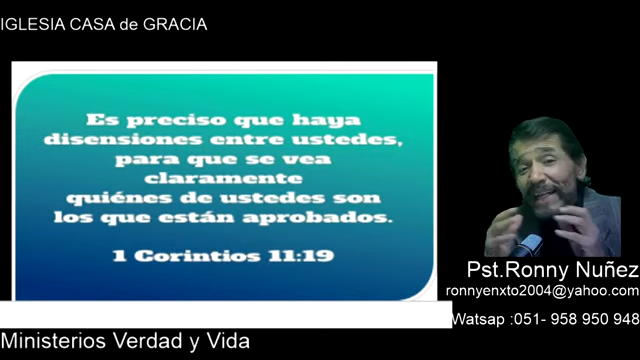 IGLESIA CASA de GRACIA
Es preciso que haya
disensiones entre ustedes,
para que se vea
claramente
quiénes de ustedes son
los que están aprobados.
1 Corintios 11:19
Pst.Ronny Nuñez
ronnyenxto2004@yahoo.com
Watsap :051- 958 950 948
Ministerios Verdad y Vida